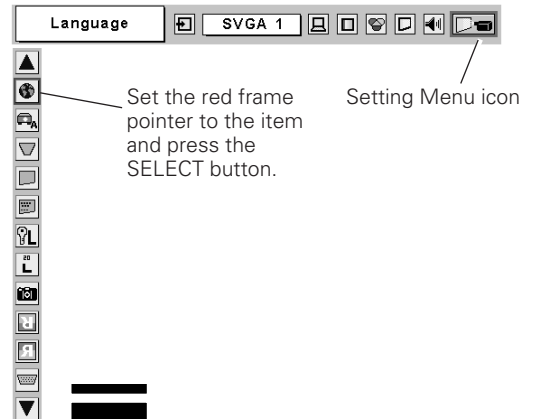 Language
SVGA 1
Set the red frame
pointer to the item
and press the
SELECT button.
Setting Menu icon
A
L
20
L
R
R